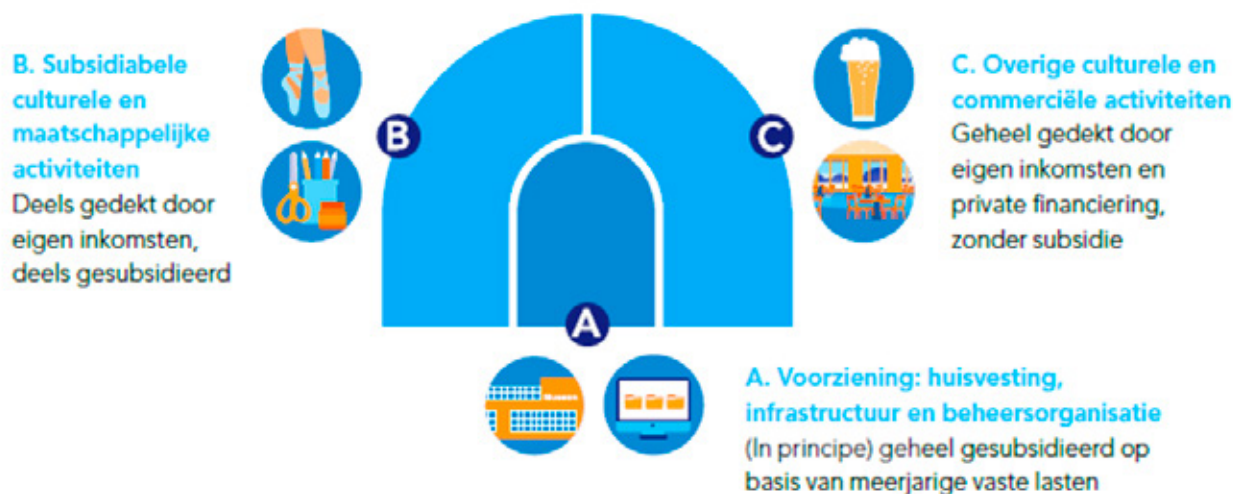 B. Subsidiabele
culturele en
maatschappelijke
activiteiten
Deels gedekt door
eigen inkomsten,
deels gesubsidieerd
B
C
C. Overige culturele en
commerciële activiteiten
Geheel gedekt door
eigen inkomsten en
private financiering,
zonder subsidie
A
A. Voorziening: huisvesting,
infrastructuur en beheersorganisatie
(In principe) geheel gesubsidieerd op
basis van meerjarige vaste lasten